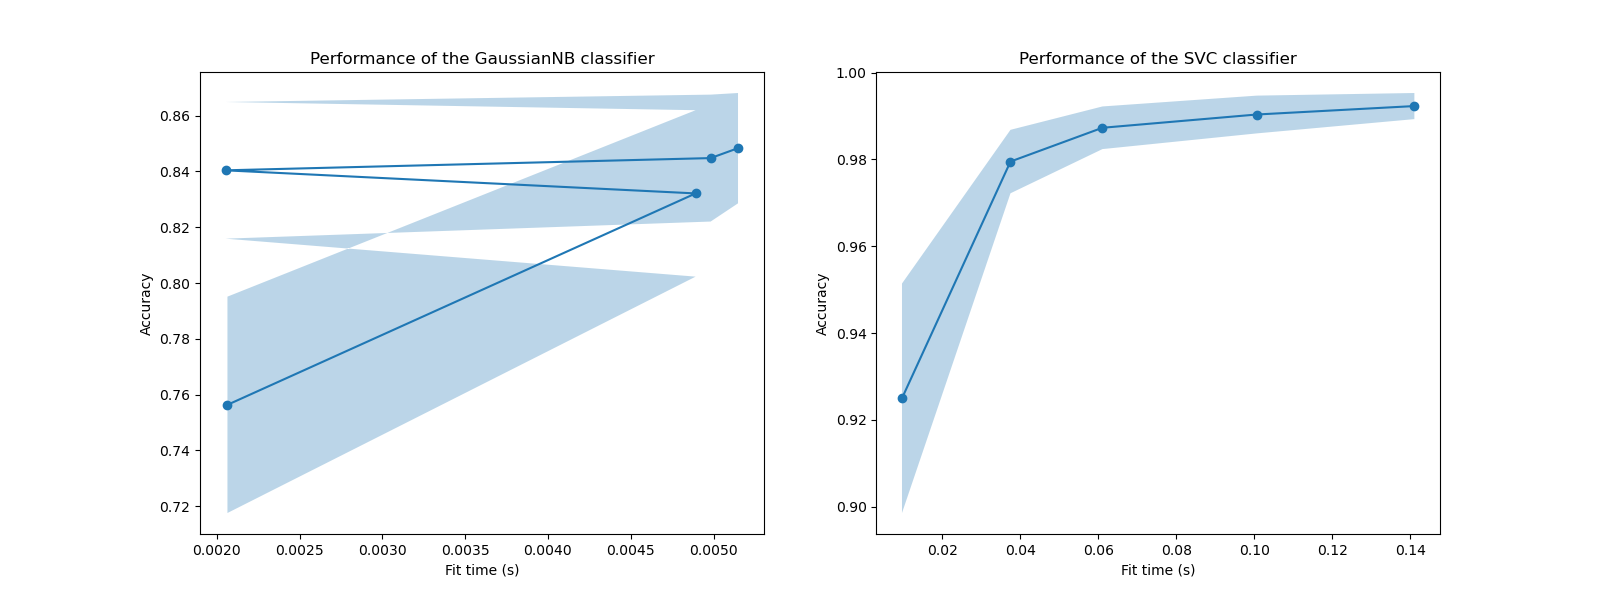 Performance of the GaussianNB classifier
0.86
0.84
0.82
0.80
0.78
0.76
0.74
0.72
Accuracy
0.0020 0.0025 0.0030 0.0035 0.0040 0.0045 0.0050
Fit time (s)
Performance of the SVC classifier
1.00
0.98
0.96
0.94
0.92
0.90
Accuracy
0.02 0.04 0.06 0.08 0.10 0.12 0.14
Fit time (s)